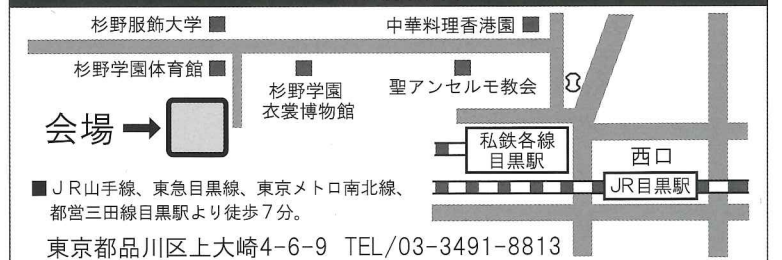 杉野服飾大学
中華料理香港園
杉野学園体育館
杉野学園
衣裳博物館
聖アンセルモ教会
会場
私鉄各線
目黒駅
西口
JR目黒駅
■JR山手線、東急目黒線、東京メトロ南北線、
都営三田線目黒駅より徒歩7分。
東京都品川区上大崎4-6-9 TEL/03-3491-8813